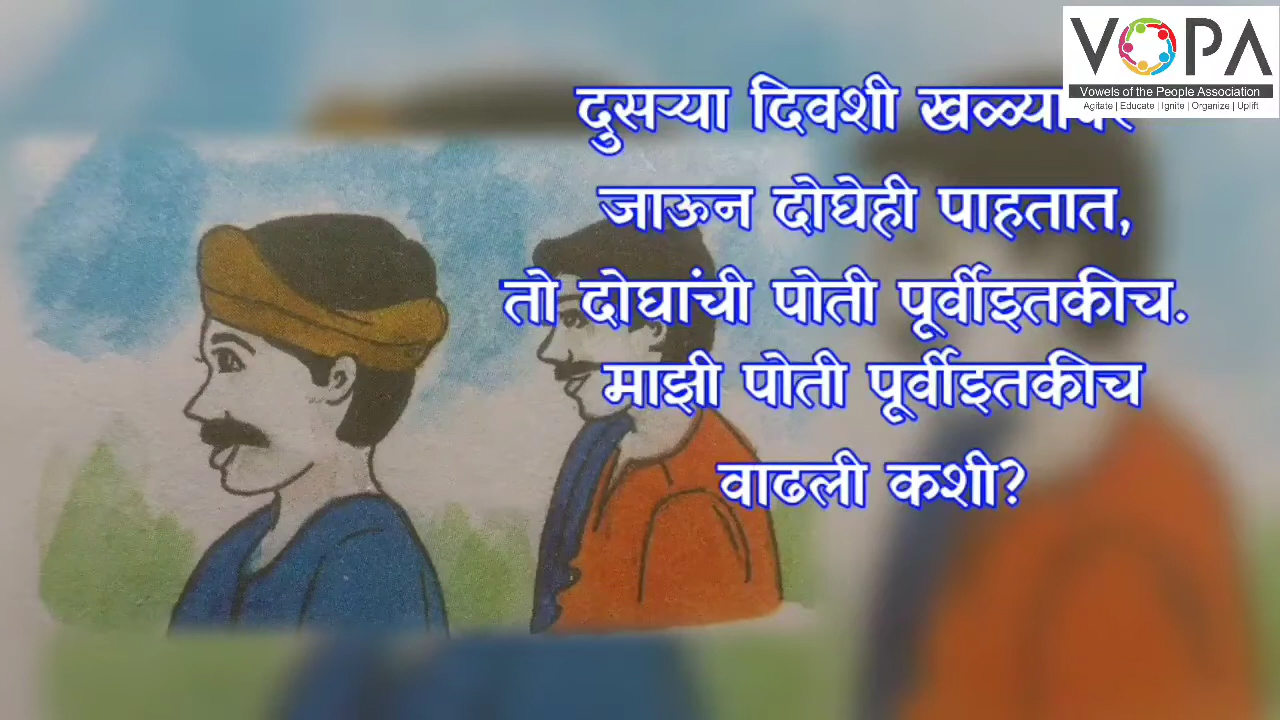 VOPA
Vowels of the People Association
Agitate | Educate | Ignite | Organize | Uplift
दुसऱ्या दिवशी
जाऊन दोघेही पाहतात,
तो दोघांची पोती पूर्वीइतकीच.
माझी पोती पूर्वीइतकीच
वाढली कशी?